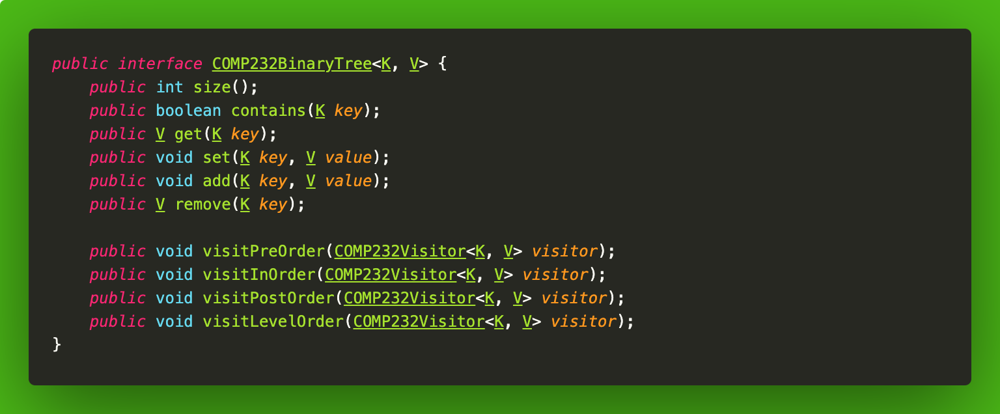 public interface COMP232BinaryTree<K, V> {
    public int size();
    public boolean contains(K key);
    public V get(K key);
    public void set(K key, V value);
    public void add(K key, V value);
    public V remove(K key);

    public void visitPreOrder(COMP232Visitor<K, V> visitor);
    public void visitInOrder(COMP232Visitor<K, V> visitor);
    public void visitPostOrder(COMP232Visitor<K, V> visitor);
    public void visitLevelOrder(COMP232Visitor<K, V> visitor);
}